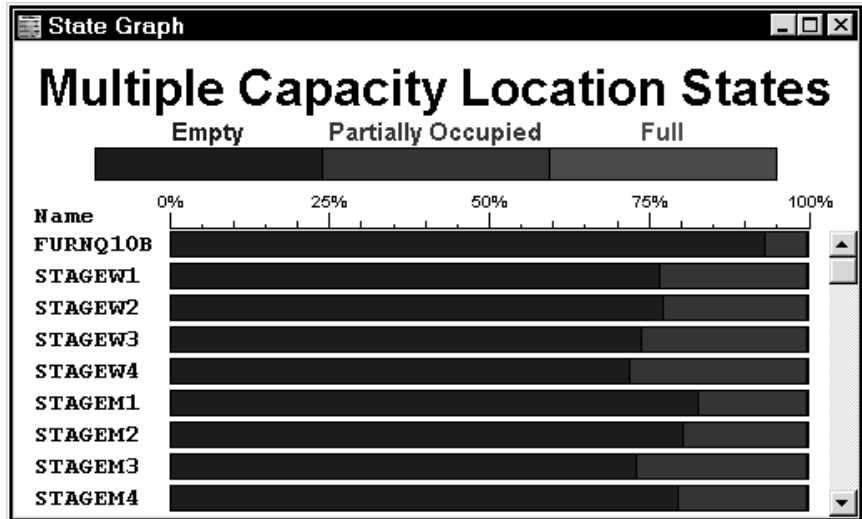 State Graph
Multiple Capacity Location States
Empty Partially Occupied Full
0% 25% 50% 75% 100%
Name
FURNQ10B
STAGEW1
STAGEW2
STAGEW3
STAGEW4
STAGEM1
STAGEM2
STAGEM3
STAGEM4